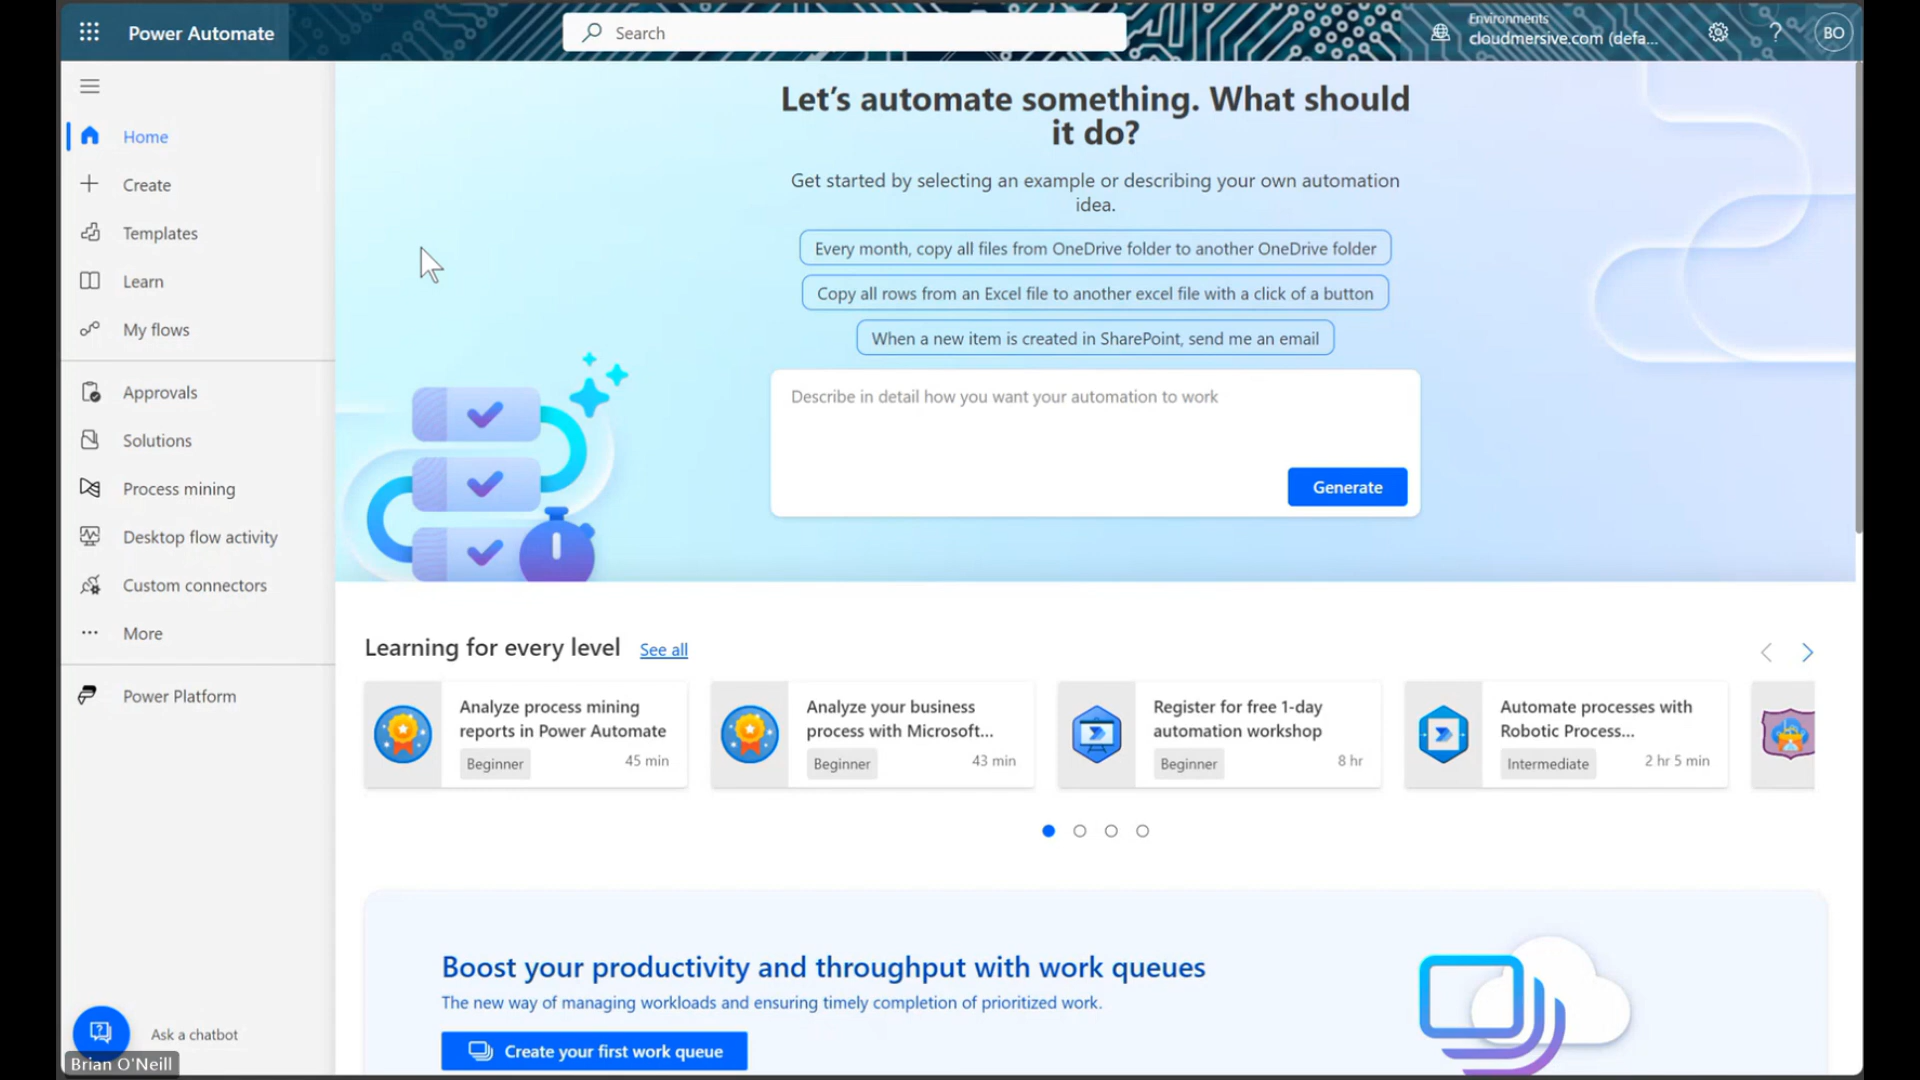 Power Automate
Search
Environments
cloudmersive.com (defa...
?
BO
Home
Create
Templates
Learn
My flows
Approvals
Solutions
Process mining
Desktop flow activity
Custom connectors
More
Power Platform
Ask a chatbot
Brian O'Neill
Let's automate something. What should
it do?
Get started by selecting an example or describing your own automation
idea.
Every month, copy all files from OneDrive folder to another OneDrive folder
Copy all rows from an Excel file to another excel file with a click of a button
When a new item is created in SharePoint, send me an email
Describe in detail how you want your automation to work
Generate
Learning for every level See all
Analyze process mining
reports in Power Automate
Beginner 45 min
Analyze your business
process with Microsoft...
Beginner 43 min
Register for free 1-day
automation workshop
Beginner 8 hr
Automate processes with
Robotic Process...
Intermediate 2 hr 5 min
Boost your productivity and throughput with work queues
The new way of managing workloads and ensuring timely completion of prioritized work.
Create your first work queue